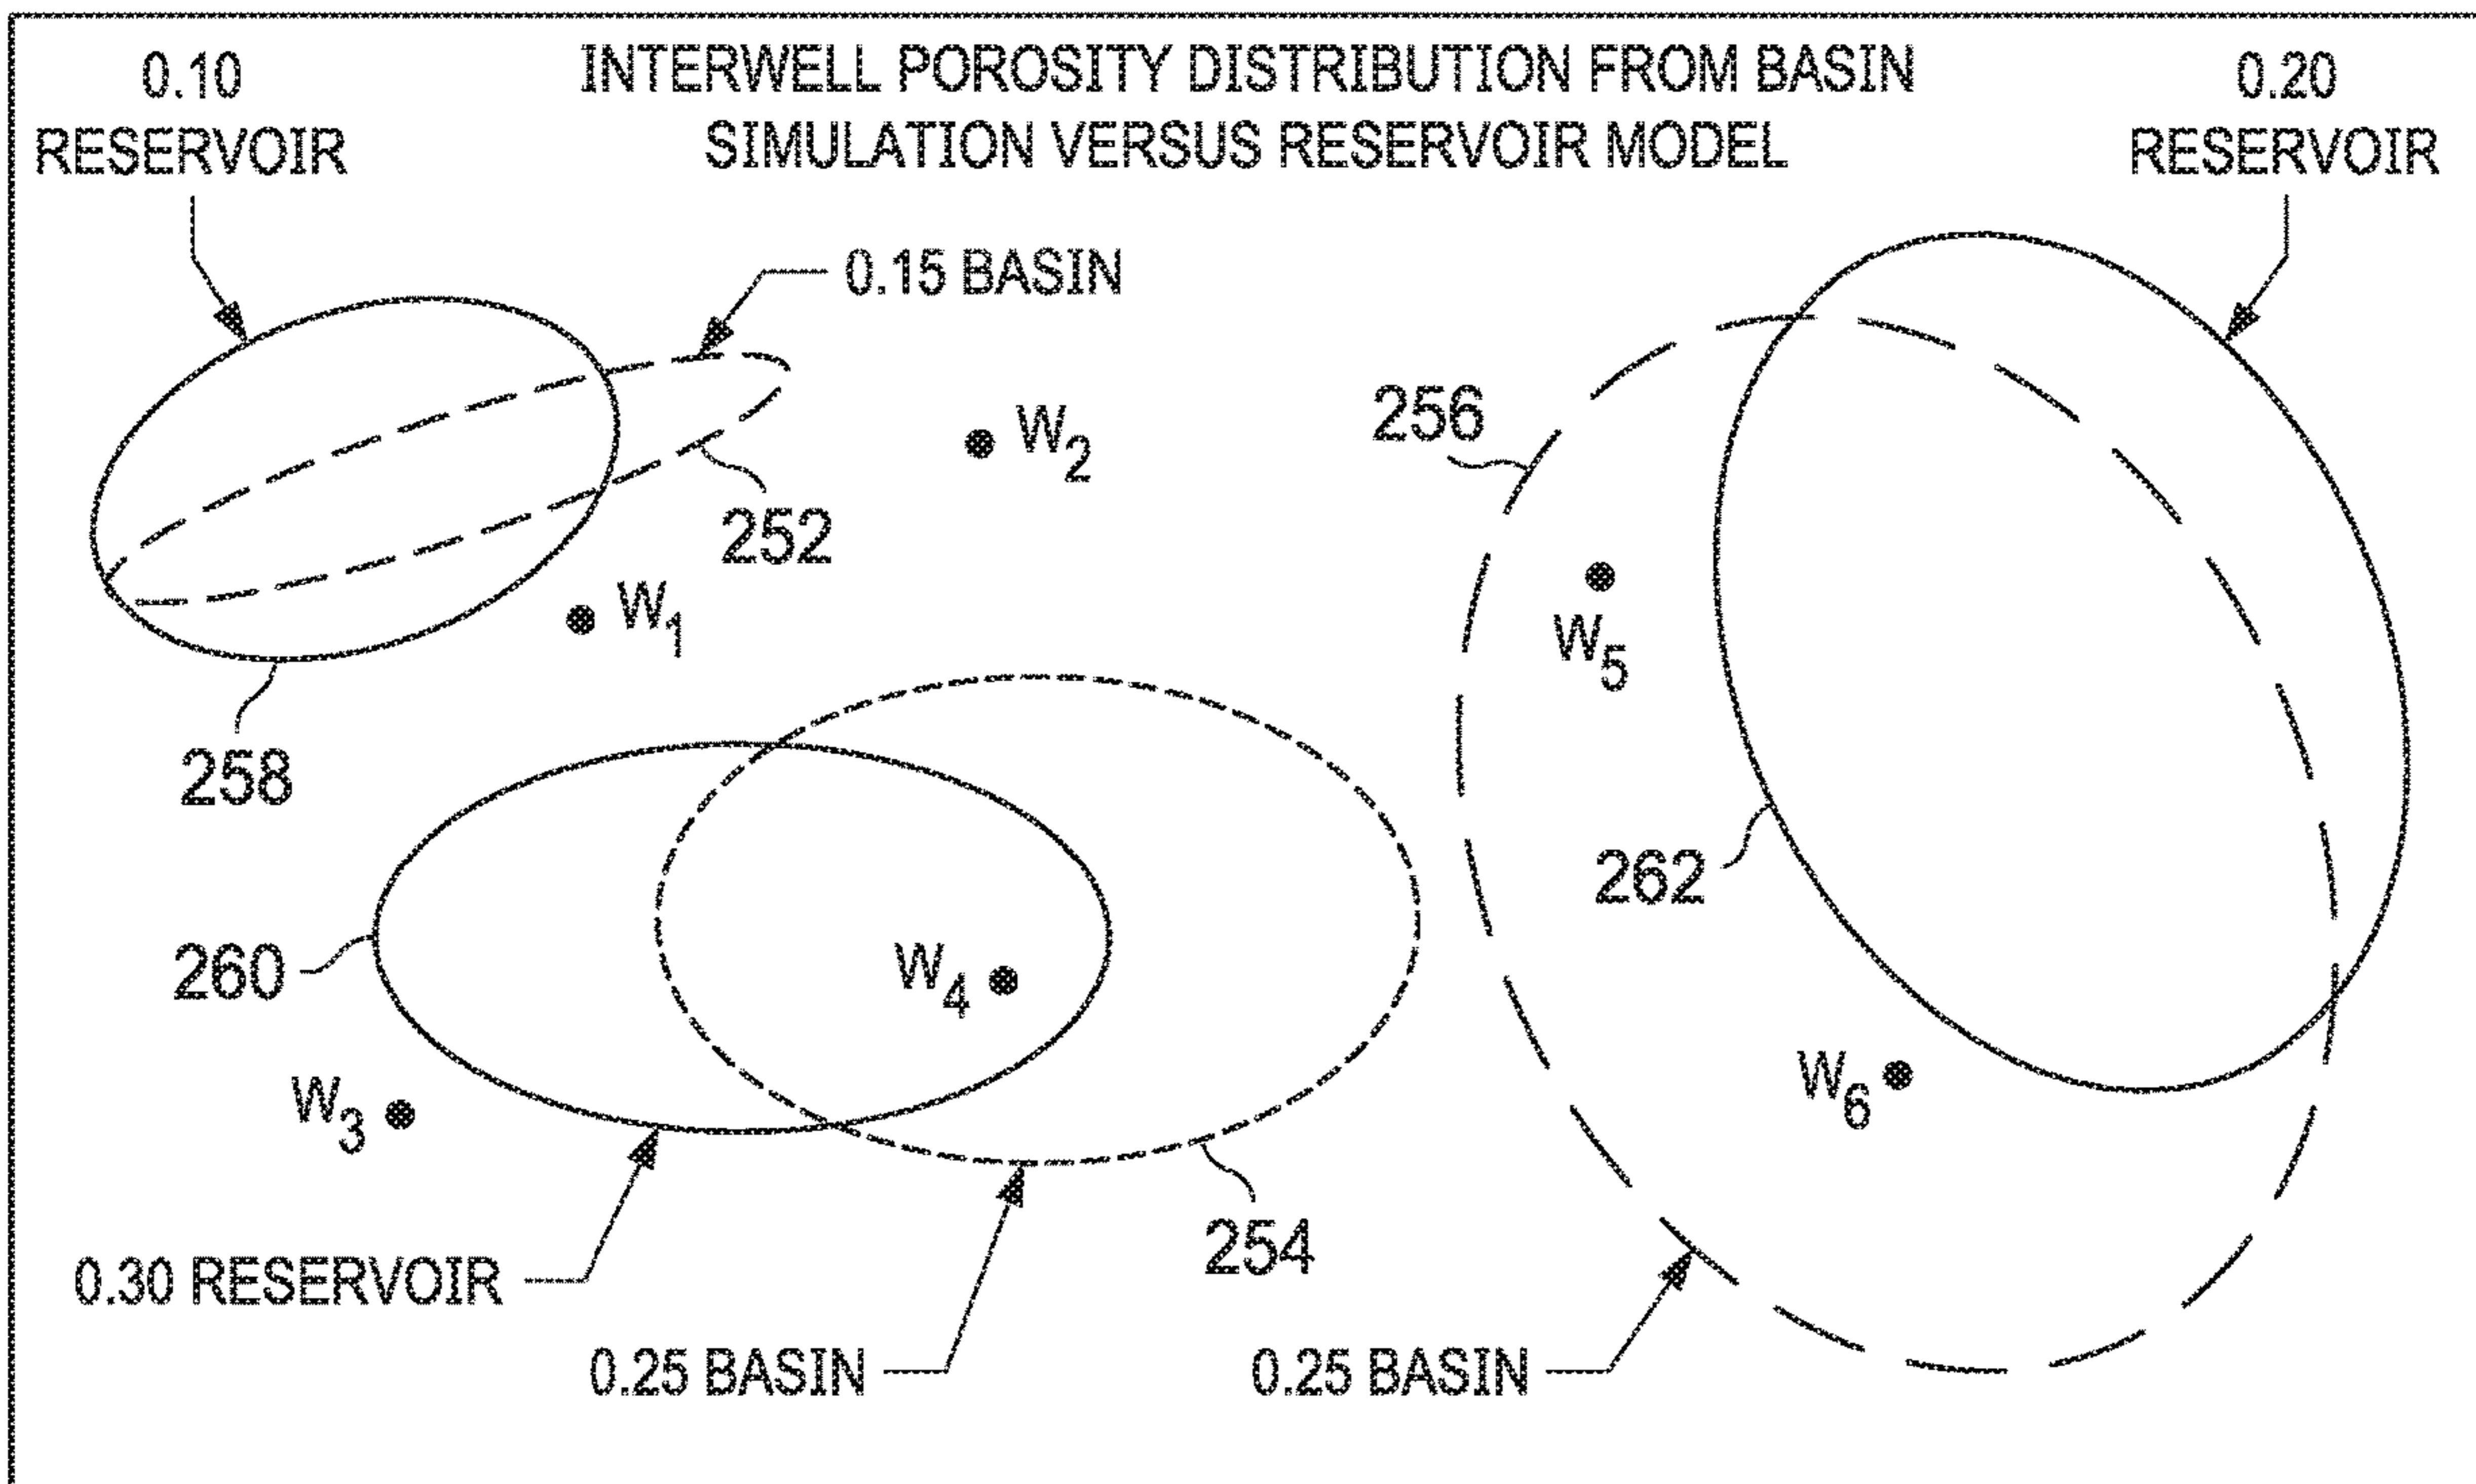 INTERWELL POROSITY DISTRIBUTION FROM BASIN
SIMULATION VERSUS RESERVOIR MODEL
0.10
RESERVOIR
0.20
RESERVOIR
0.15 BASIN
W2
256
252
W1
W5
258
262
260
W4
W6
W3
254
0.30 RESERVOIR
0.25 BASIN
0.25 BASIN